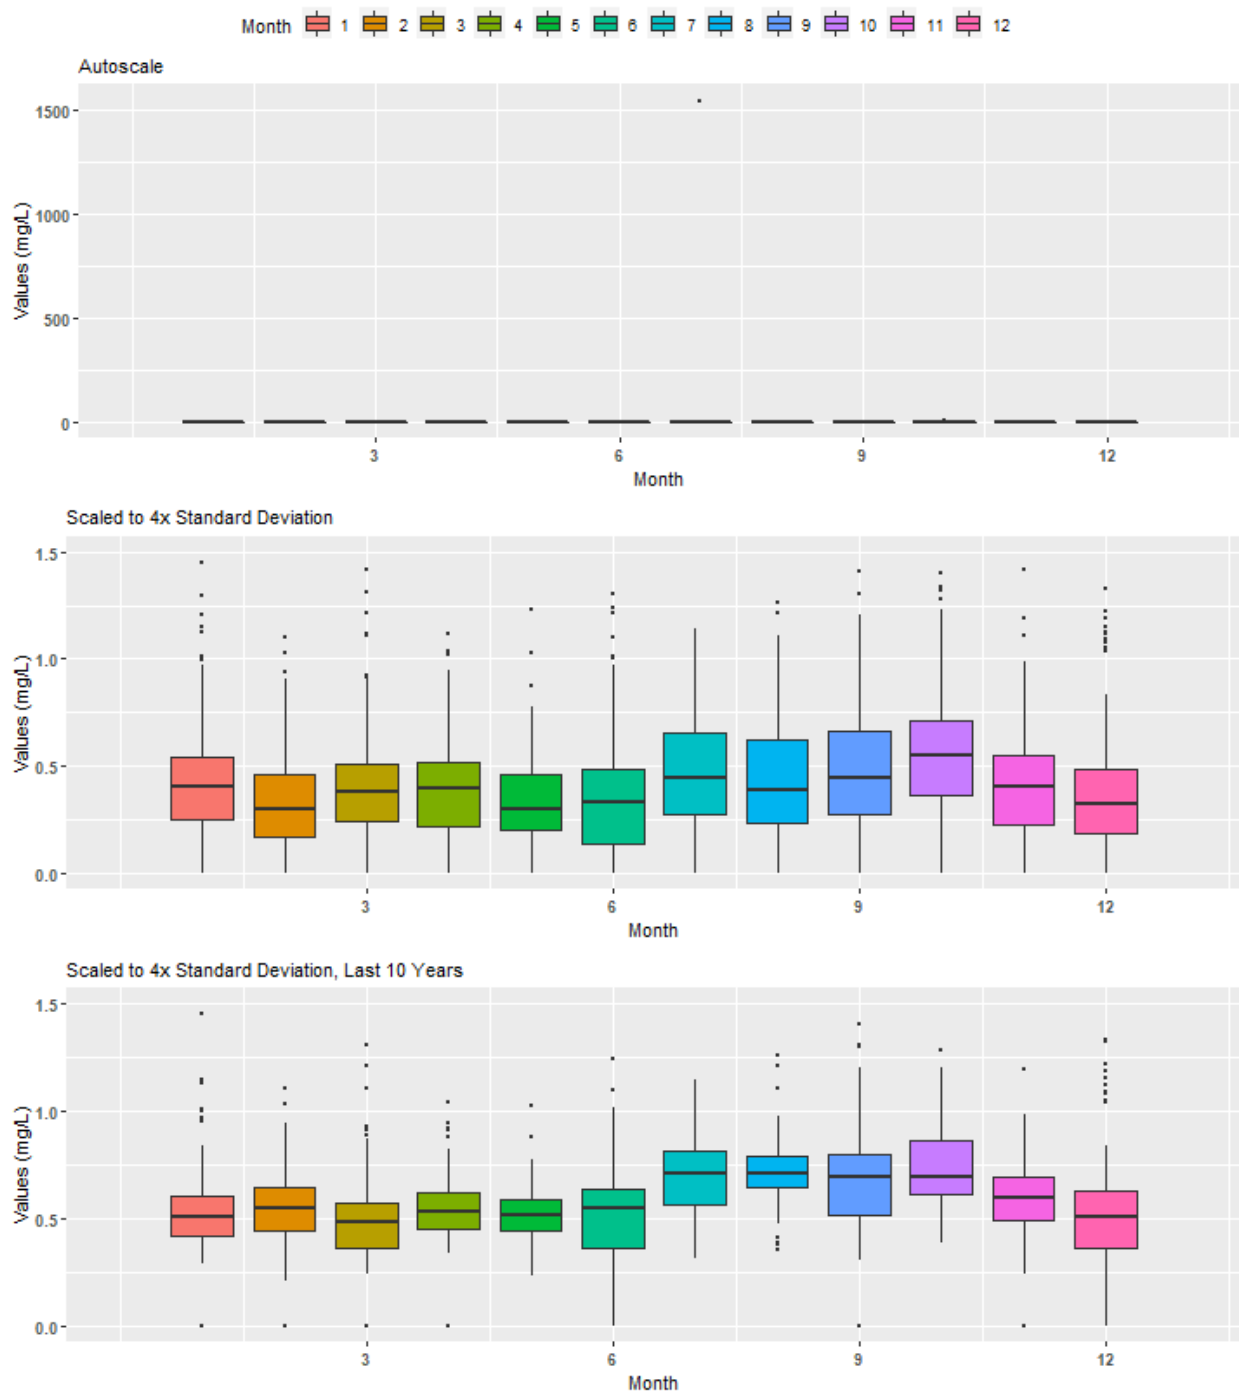 Month 1 2 3 4 5 6 7 8 9 10 11 12
Autoscale
Values (mg/L)
1500
1000
500
0
3 6 9 12
Month
Scaled to 4x Standard Deviation
Values (mg/L)
1.5
1.0
0.5
0.0
3 6 9 12
Month
Scaled to 4x Standard Deviation, Last 10 Years
Values (mg/L)
1.5
1.0
0.5
0.0
3 6 9 12
Month